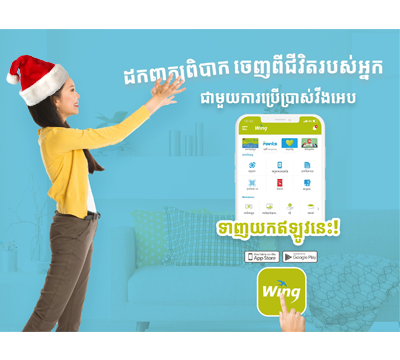 ដកពាក្យពិបាក ចេញពីជីវិតរបស់អ្នក
ជាមួយការប្រើប្រាស់វីងអេប
Wing
ទាញយកឥឡូវនេះ!
App Store
Google Play
Wing